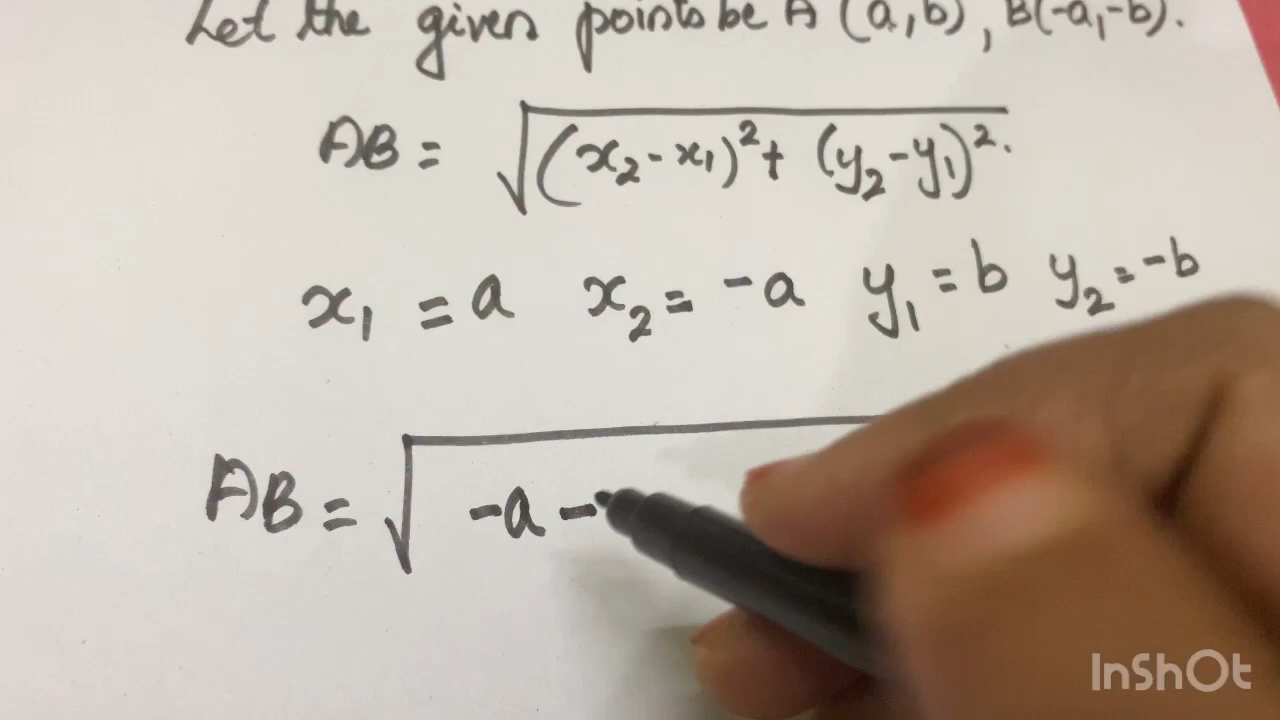 Let the given points be A (a,b), B(-a,-b).
AB = √(x₂-x₁)² + (y₂-y₁)².
x₁ = a x₂ = -a y₁ = b y₂ = -b
AB = √ -a -
InShOt